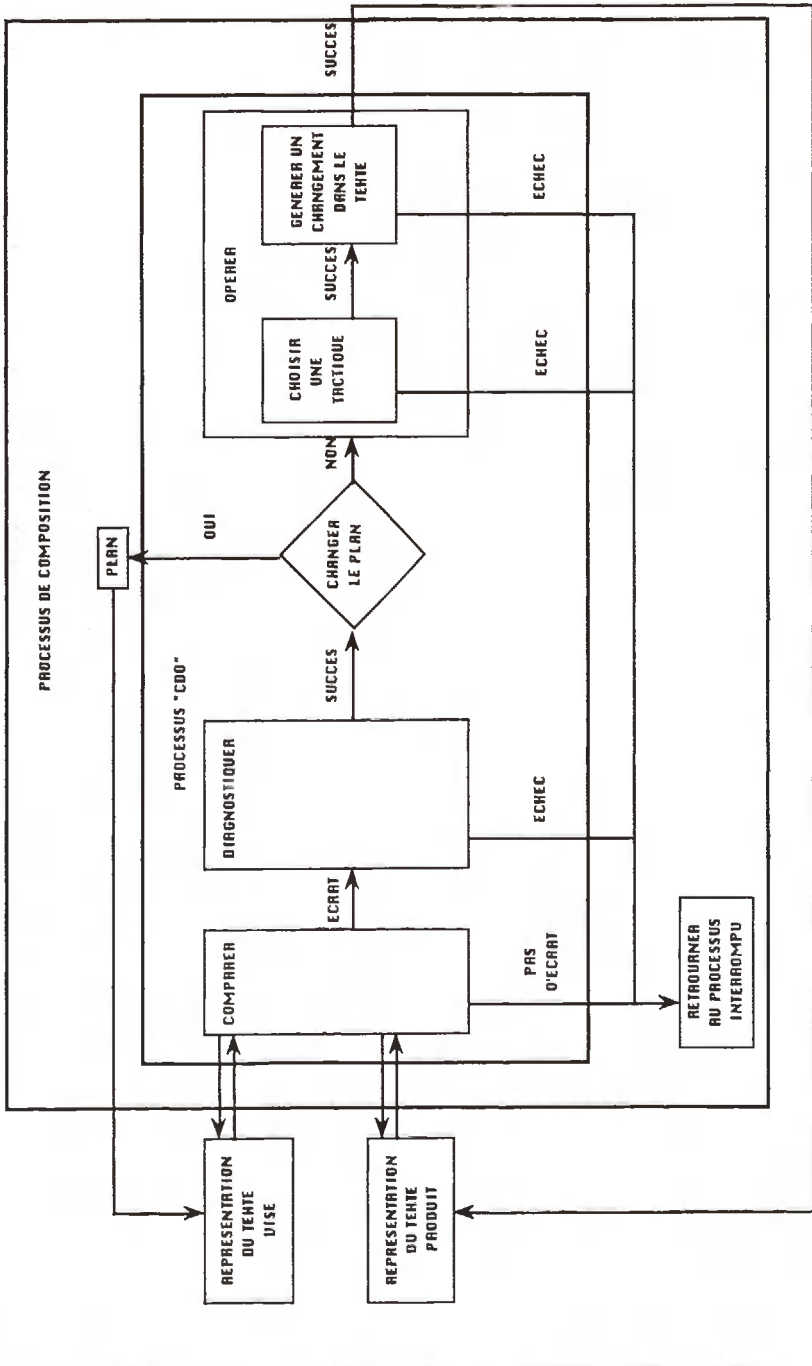 PROCESSUS DE COMPOSITION
PLAN
PROCESSUS "CDO"
OUI
REPRESENTATION
DU TEXTE
VISE
REPRESENTATION
DU TEXTE
PRODUIT
COMPARER
ECART
DIAGNOSTIQUER
SUCCES
CHANGER
LE PLAN
NON
OPERER
CHOISIR
UNE
TACTIQUE
SUCCES
GENERER UN
CHANGEMENT
DANS LE
TEXTE
SUCCES
PAS
D'ECART
ECHEC
ECHEC
ECHEC
RETOURNER
AU PROCESSUS
INTERROMPU